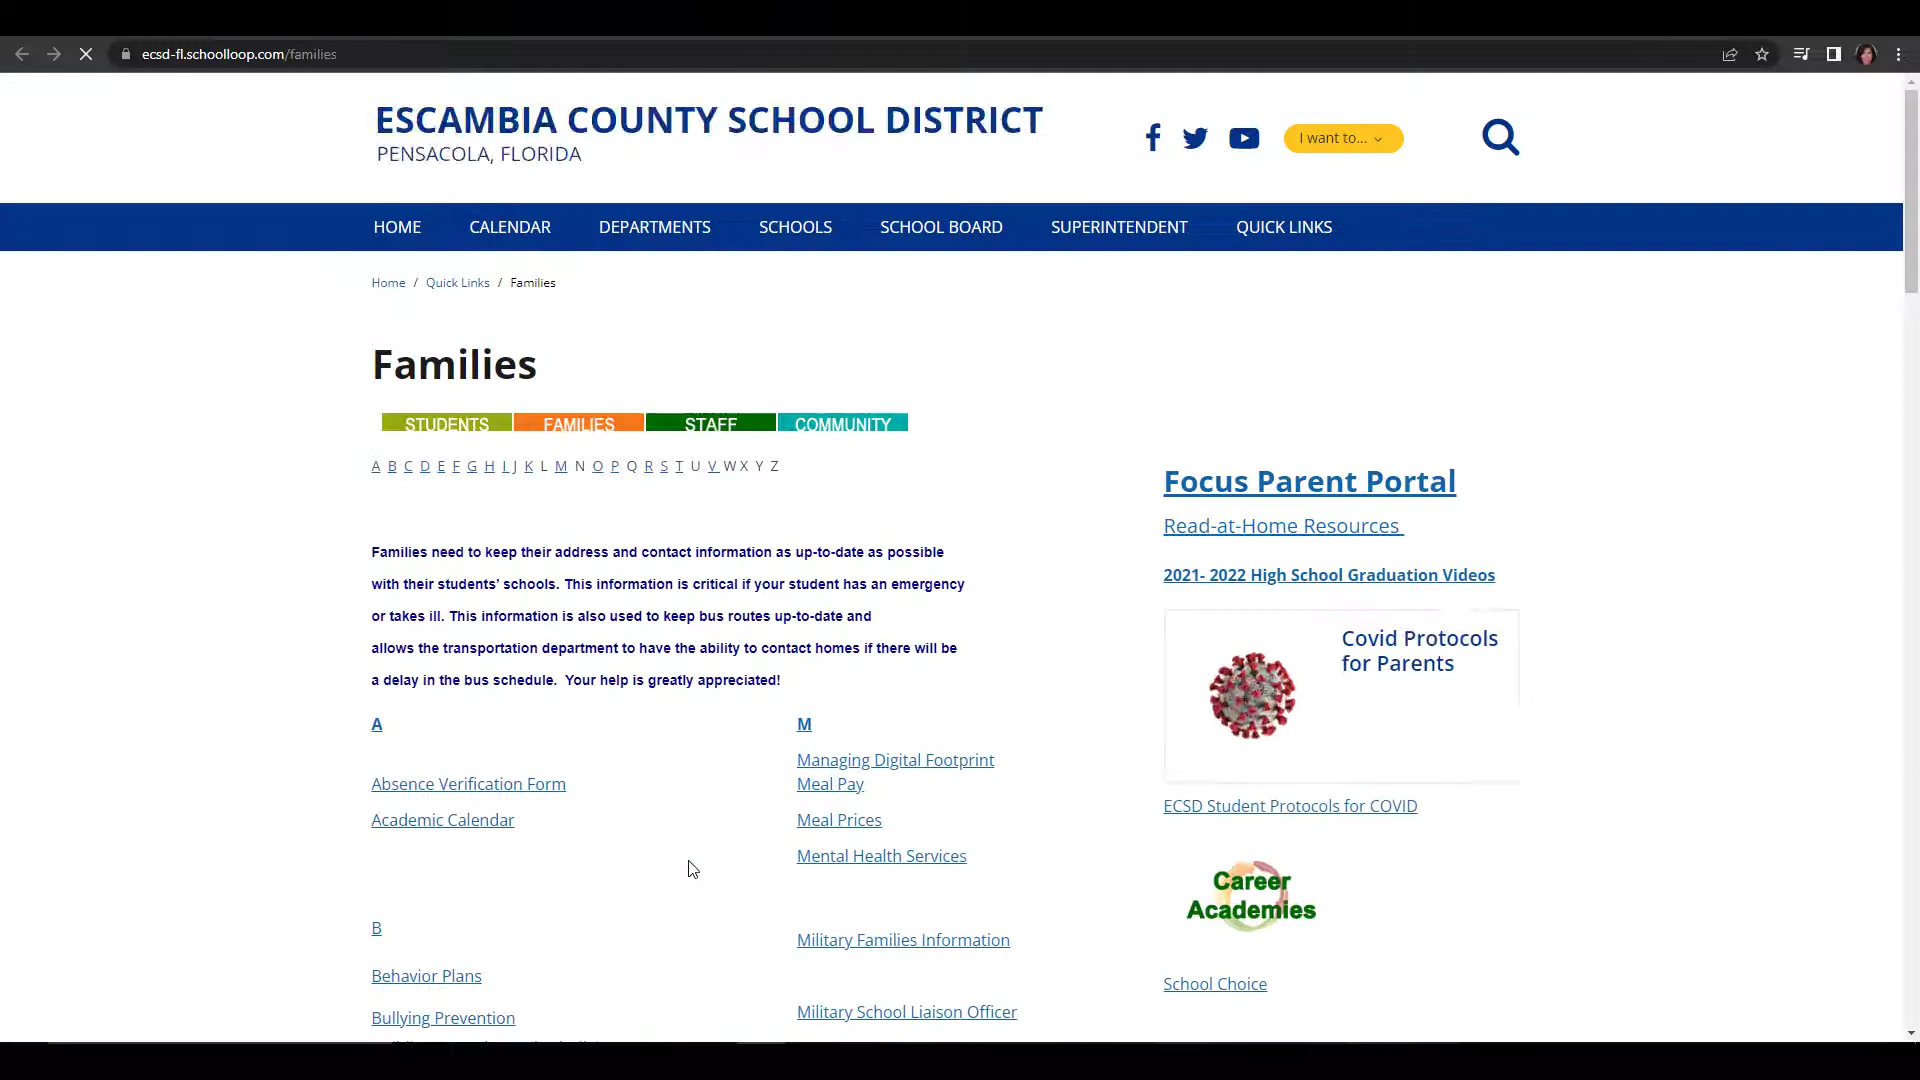 ecsd-fl.schoolloop.com/families
ESCAMBIA COUNTY SCHOOL DISTRICT
PENSACOLA, FLORIDA
I want to...
HOME CALENDAR DEPARTMENTS SCHOOLS SCHOOL BOARD SUPERINTENDENT QUICK LINKS
Home / Quick Links / Families
Families
STUDENTS FAMILIES STAFF COMMUNITY
A B C D E F G H I J K L M N O P Q R S T U V W X Y Z
Families need to keep their address and contact information as up-to-date as possible
with their students' schools. This information is critical if your student has an emergency
or takes ill. This information is also used to keep bus routes up-to-date and
allows the transportation department to have the ability to contact homes if there will be
a delay in the bus schedule. Your help is greatly appreciated!
A
Absence Verification Form
Academic Calendar
B
Behavior Plans
Bullying Prevention
M
Managing Digital Footprint
Meal Pay
Meal Prices
Mental Health Services
Military Families Information
Military School Liaison Officer
Focus Parent Portal
Read-at-Home Resources
2021- 2022 High School Graduation Videos
Covid Protocols
for Parents
ECSD Student Protocols for COVID
Career
Academies
School Choice